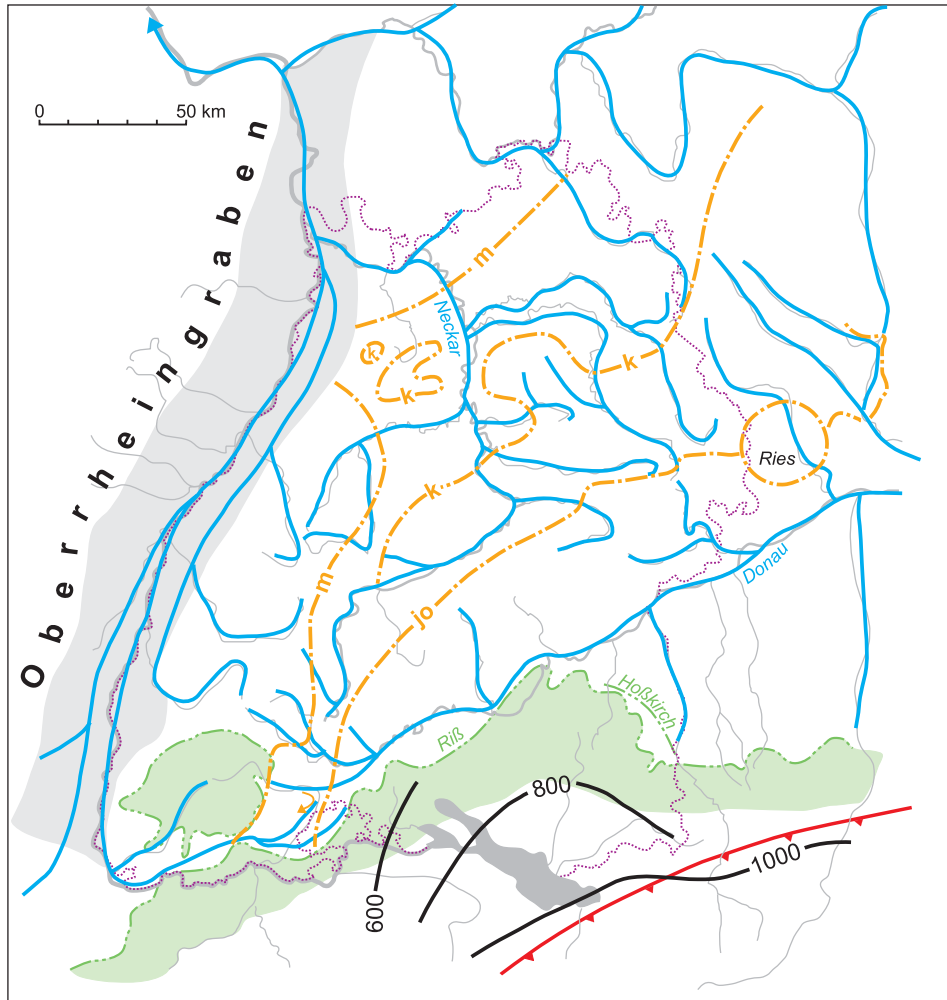 0 50 km
Oberrheingraben
m
Neckar
k
k
k
k
k
Ries
m
Donau
jo
Hoßkirch
Riß
800
1000
600